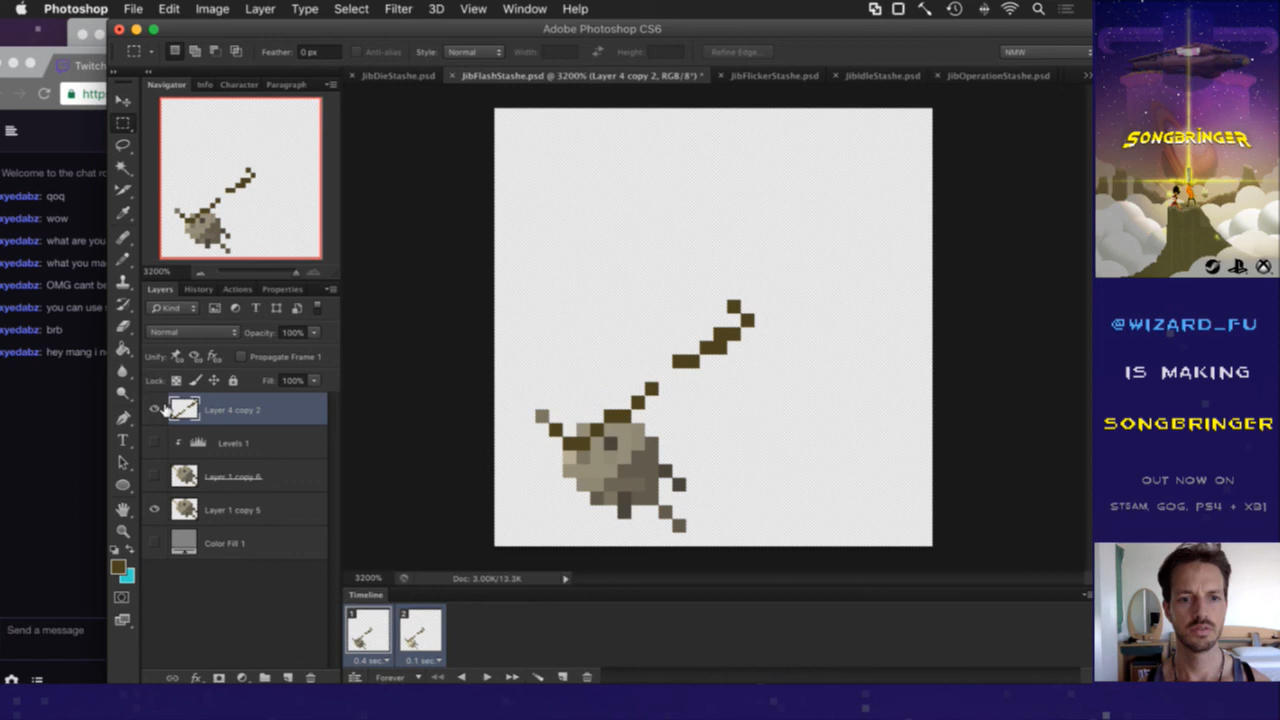 Photoshop File Edit Image Layer Type Select Filter 3D View Window Help
Adobe Photoshop CS6
Feather: 0 px Anti-alias Style: Normal Width: Height: Refine Edge... NMW
Twitch
https
JibDieStashe.psd JibFlashStashe.psd @ 3200% (Layer 4 copy 2, RGB/8*) * JibFlickerStashe.psd JibIdleStashe.psd JibOperationStashe.psd
Navigator Info Character Paragraph
3200%
Layers History Actions Properties
Kind
Normal Opacity: 100%
Unify: Propagate Frame 1
Lock: Fill: 100%
Layer 4 copy 2
Levels 1
Layer 1 copy 6
Layer 1 copy 5
Color Fill 1
Welcome to the chat ro
xyedabz: qoq
xyedabz: wow
xyedabz: what are you
xyedabz: what you ma
xyedabz: OMG cant be
xyedabz: you can use
xyedabz: brb
xyedabz: hey mang i n
Send a message
3200% Doc: 3.00K/13.3K
Timeline
1 2
0.4 sec. 0.1 sec.
Forever
SONGBRINGER
@WIZARD_FU
IS MAKING
SONGBRINGER
OUT NOW ON
STEAM, GOG, PS4 + XB1